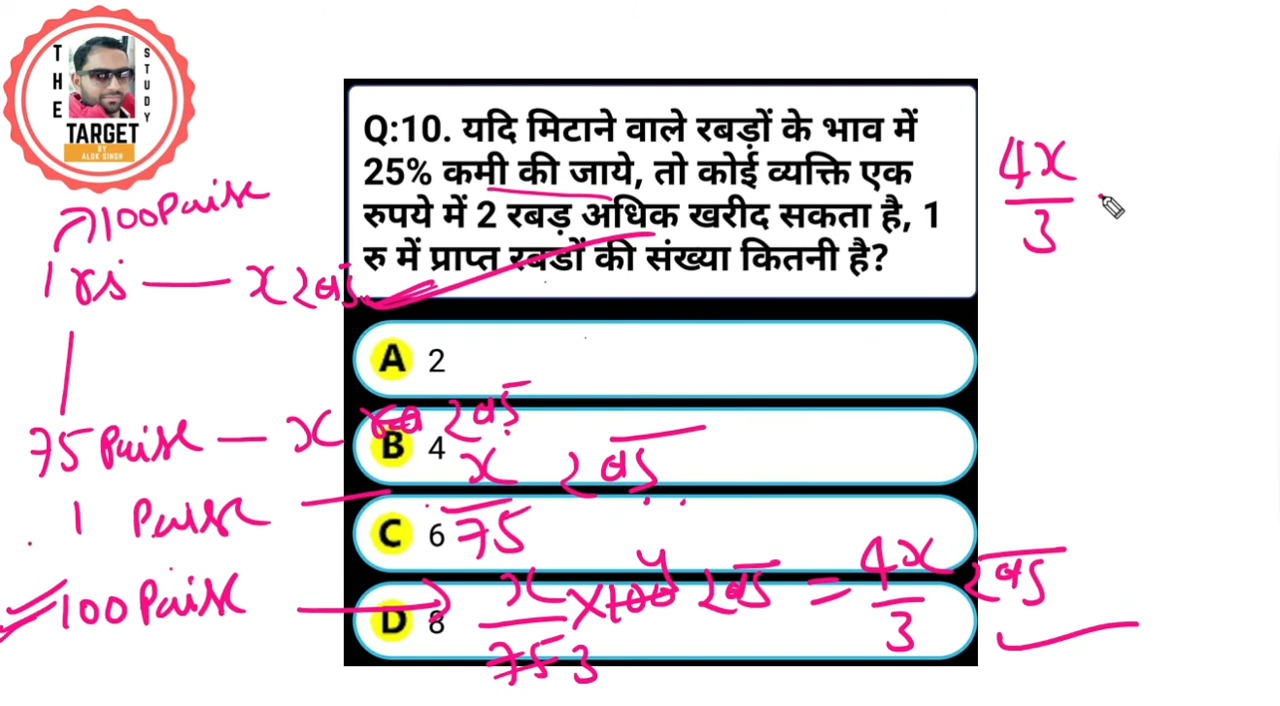 THE
STUDY
TARGET
BY
ALOK SINGH
Q:10. यदि मिटाने वाले रबड़ों के भाव में
25% कमी की जाये, तो कोई व्यक्ति एक
रुपये में 2 रबड़ अधिक खरीद सकता है, 1
रु में प्राप्त रबडों की संख्या कितनी है?
A 2
B 4
C 6
D 8
100 Paise
1 rs — x रबड़
75 Paise — x रबड़
1 Paise — x/75 रबड़
100 Paise — x/75 3 × 100 4 रबड़ = 4x/3 रबड़
4x/3